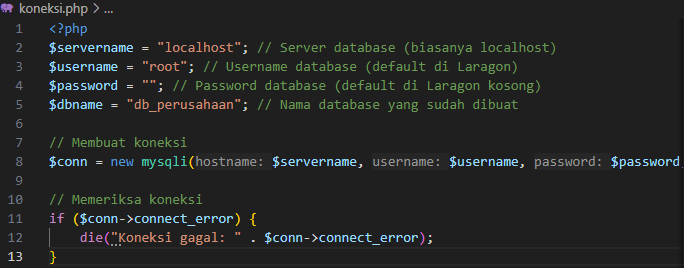 koneksi.php > ...
1 <?php
2 $servername = "localhost"; // Server database (biasanya localhost)
3 $username = "root"; // Username database (default di Laragon)
4 $password = ""; // Password database (default di Laragon kosong)
5 $dbname = "db_perusahaan"; // Nama database yang sudah dibuat
6
7 // Membuat koneksi
8 $conn = new mysqli(hostname: $servername, username: $username, password: $password
9
10 // Memeriksa koneksi
11 if ($conn->connect_error) {
12 die("Koneksi gagal: " . $conn->connect_error);
13 }